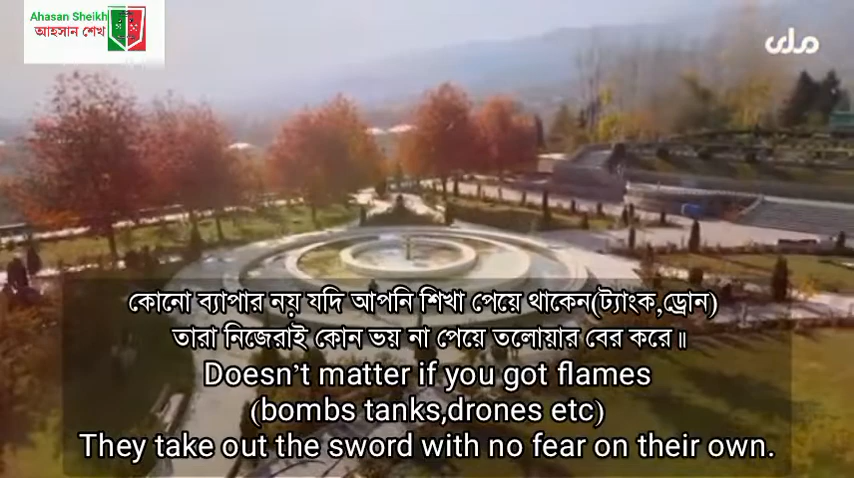 Ahasan Sheikh
আহসান শেখ
ملی
কোনো ব্যাপার নয় যদি আপনি শিখা পেয়ে থাকেন(ট্যাংক,ড্রোন)
তারা নিজেরাই কোন ভয় না পেয়ে তলোয়ার বের করে॥
Doesn't matter if you got flames
(bombs tanks,drones etc)
They take out the sword with no fear on their own.